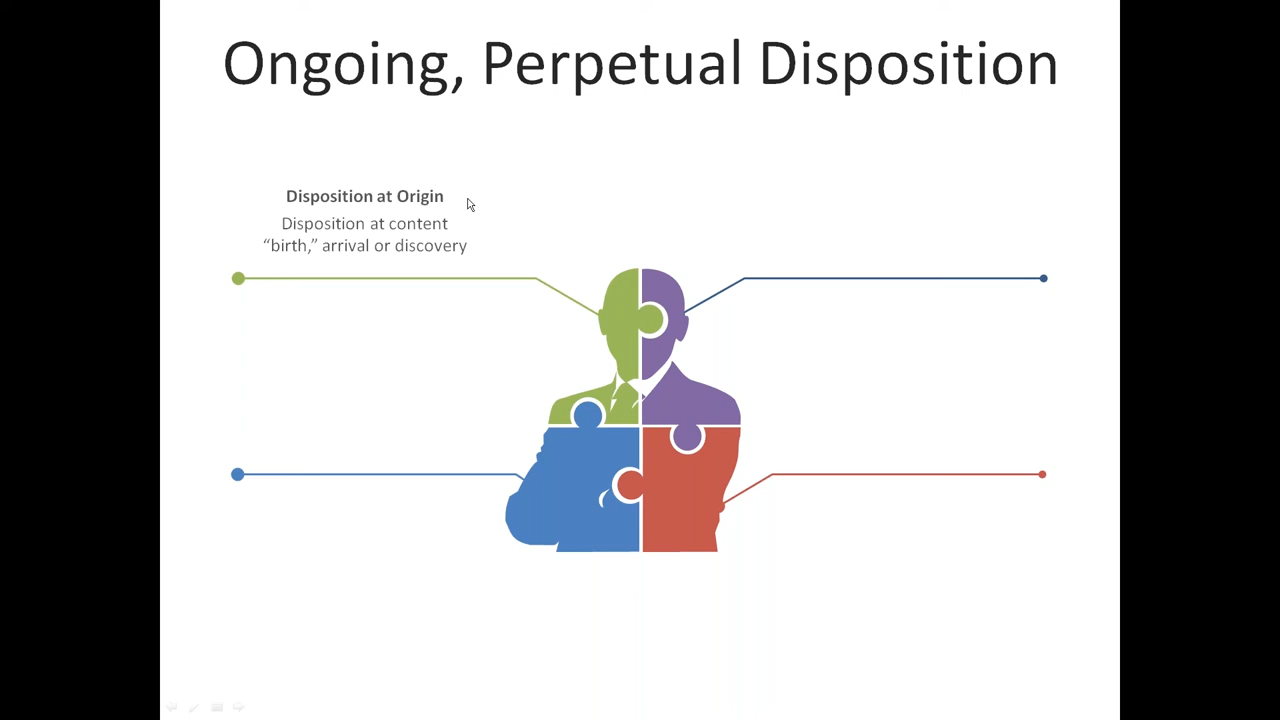 Ongoing, Perpetual Disposition
Disposition at Origin
Disposition at content
“birth,” arrival or discovery